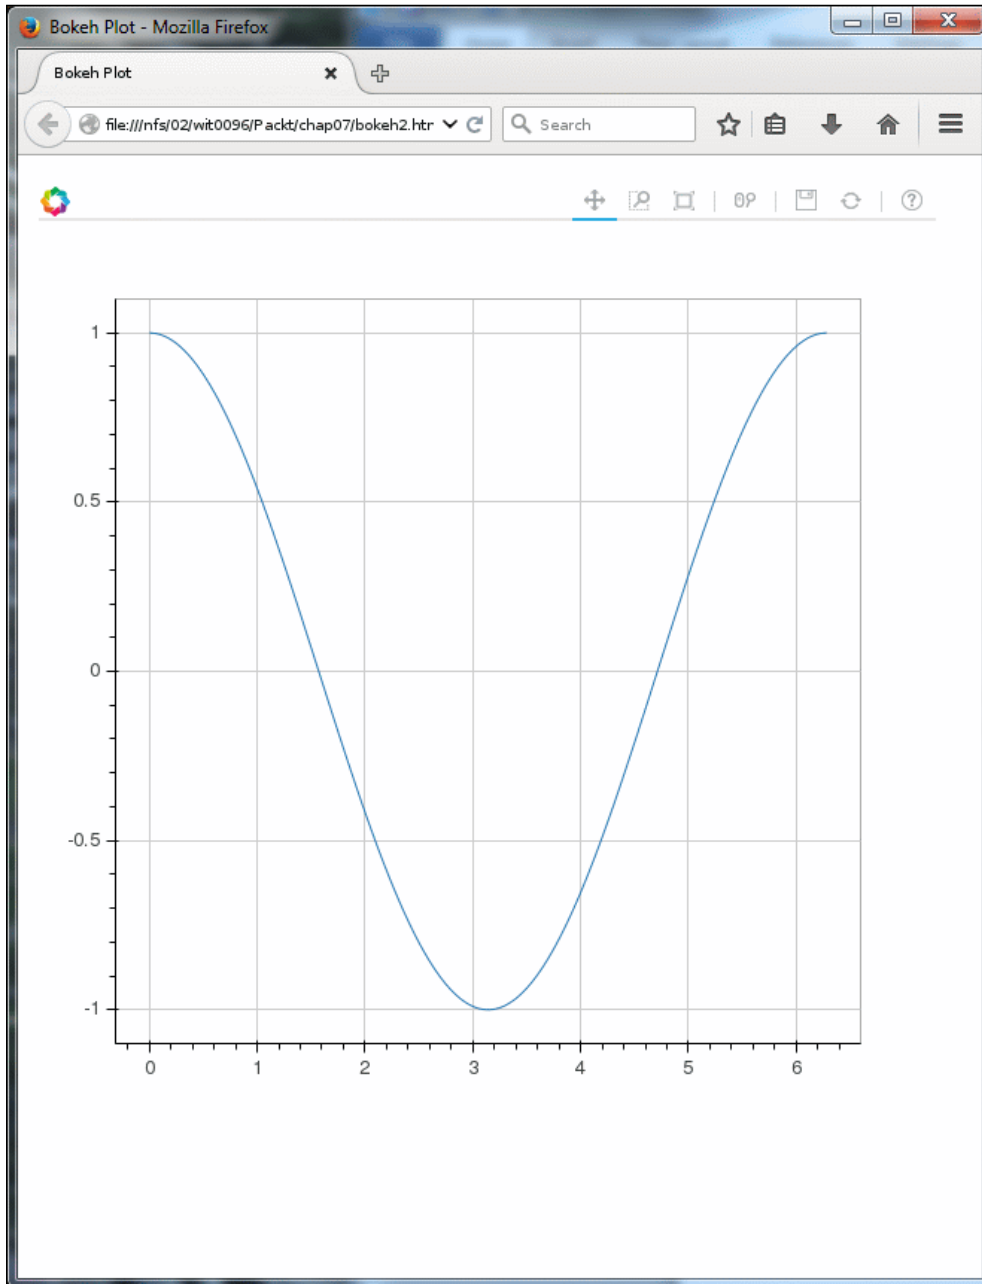 Bokeh Plot - Mozilla Firefox
Bokeh Plot
file:///nfs/02/wit0096/Packt/chap07/bokeh2.htr
Search
1
0.5
0
-0.5
-1
0 1 2 3 4 5 6